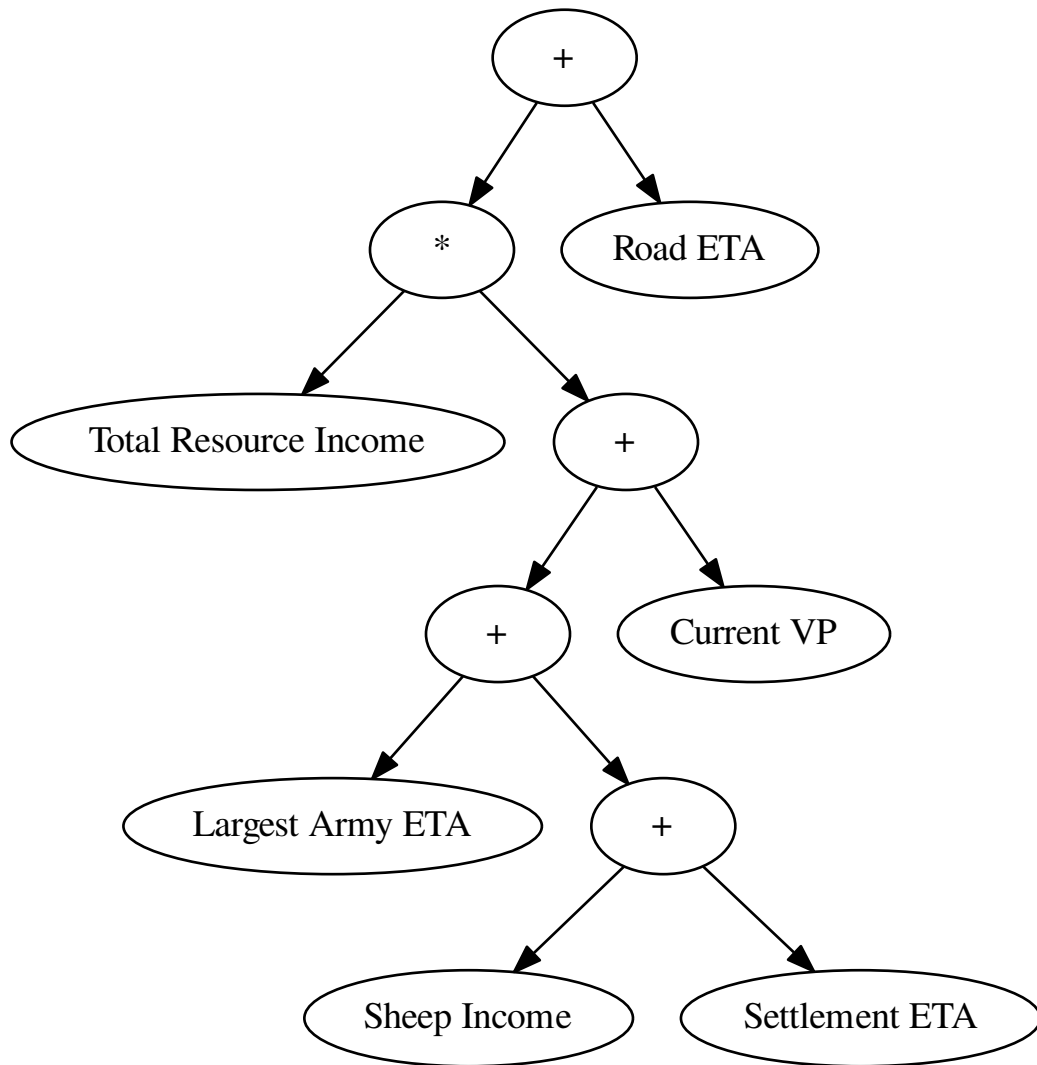 +
*
Road ETA
Total Resource Income
+
+
Current VP
Largest Army ETA
+
Sheep Income
Settlement ETA